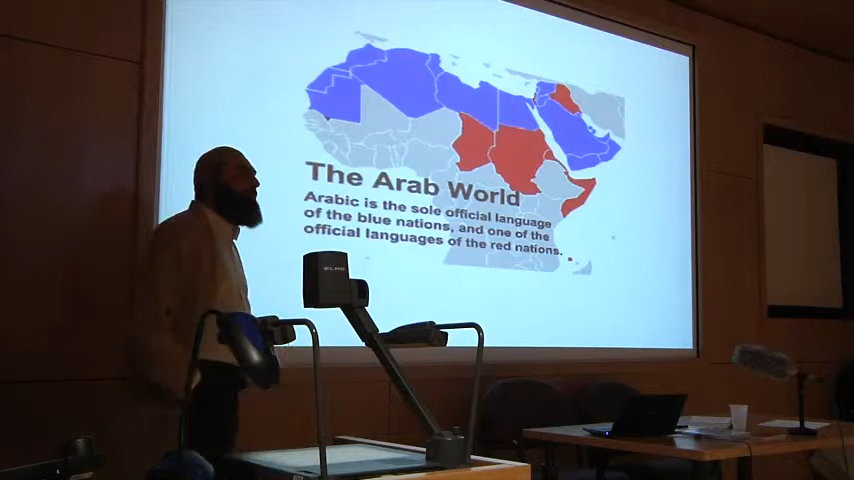 The Arab World
Arabic is the sole official language
of the blue nations, and one of the
official languages of the red nations.
ELMO